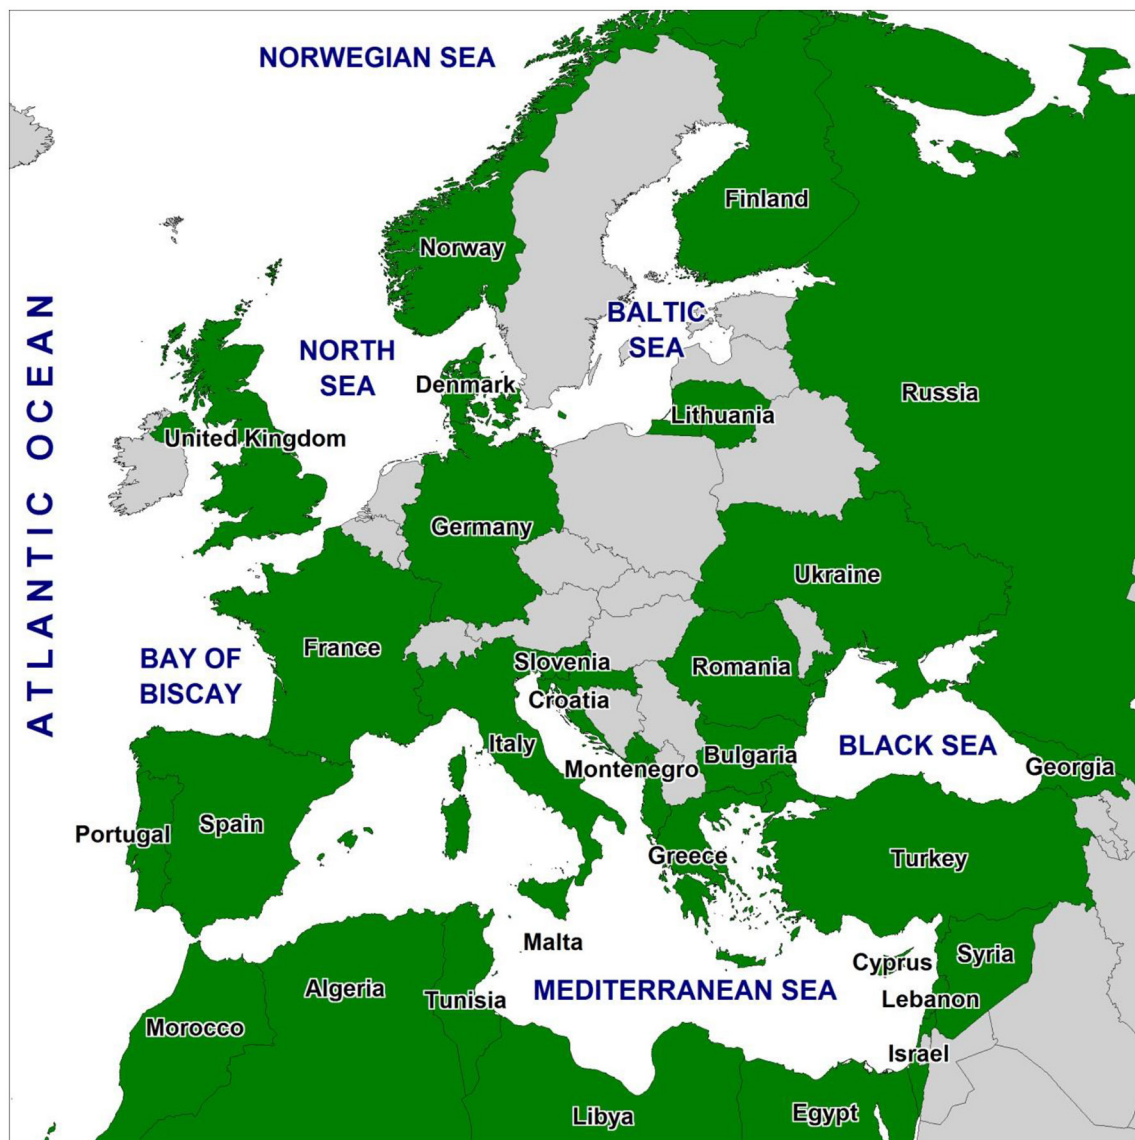 NORWEGIAN SEA
Finland
Norway
ATLANTIC OCEAN
BALTIC
SEA
NORTH
SEA
Denmark
Russia
Lithuania
United Kingdom
Germany
Ukraine
France
BAY OF
BISCAY
Slovenia
Romania
Croatia
Italy
BLACK SEA
Bulgaria
Montenegro
Georgia
Portugal
Spain
Greece
Turkey
Malta
Syria
Cyprus
Algeria
Tunisia
MEDITERRANEAN SEA
Lebanon
Morocco
Israel
Libya
Egypt